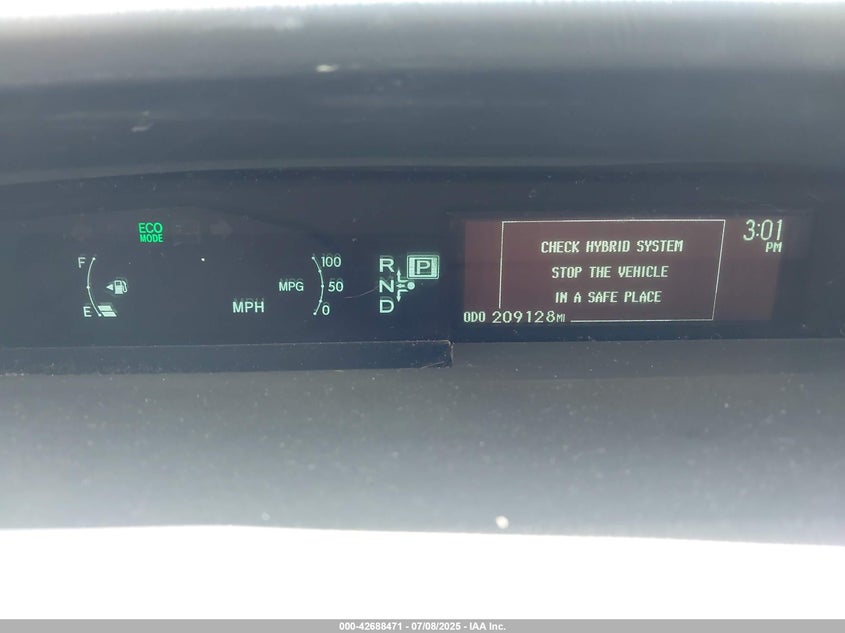 ECO
MODE
F
E
MPH
100
MPG
50
0
R
P
N
D
CHECK HYBRID SYSTEM
STOP THE VEHICLE
IN A SAFE PLACE
3:01
PM
ODO 209128MI
000-42688471 - 07/08/2025 - IAA Inc.